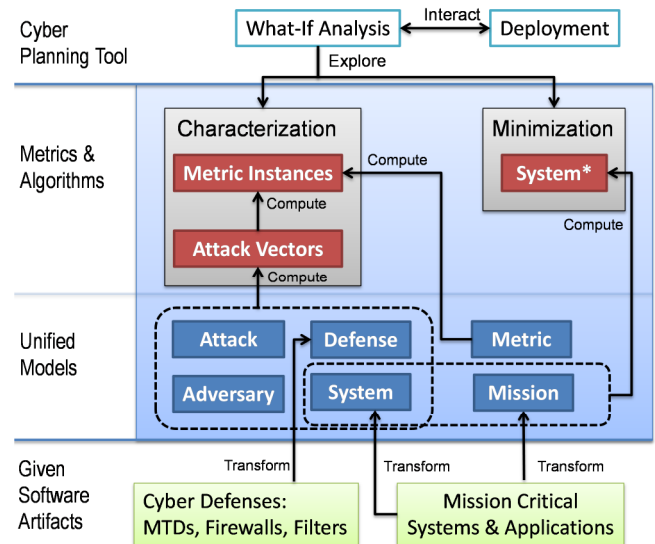 Cyber
Planning Tool
What-If Analysis
Interact
Deployment
Explore
Metrics &
Algorithms
Characterization
Metric Instances
Compute
Attack Vectors
Compute
Compute
Minimization
System*
Compute
Unified
Models
Attack
Defense
Metric
Adversary
System
Mission
Given
Software
Artifacts
Transform
Transform
Transform
Cyber Defenses:
MTDs, Firewalls, Filters
Mission Critical
Systems & Applications